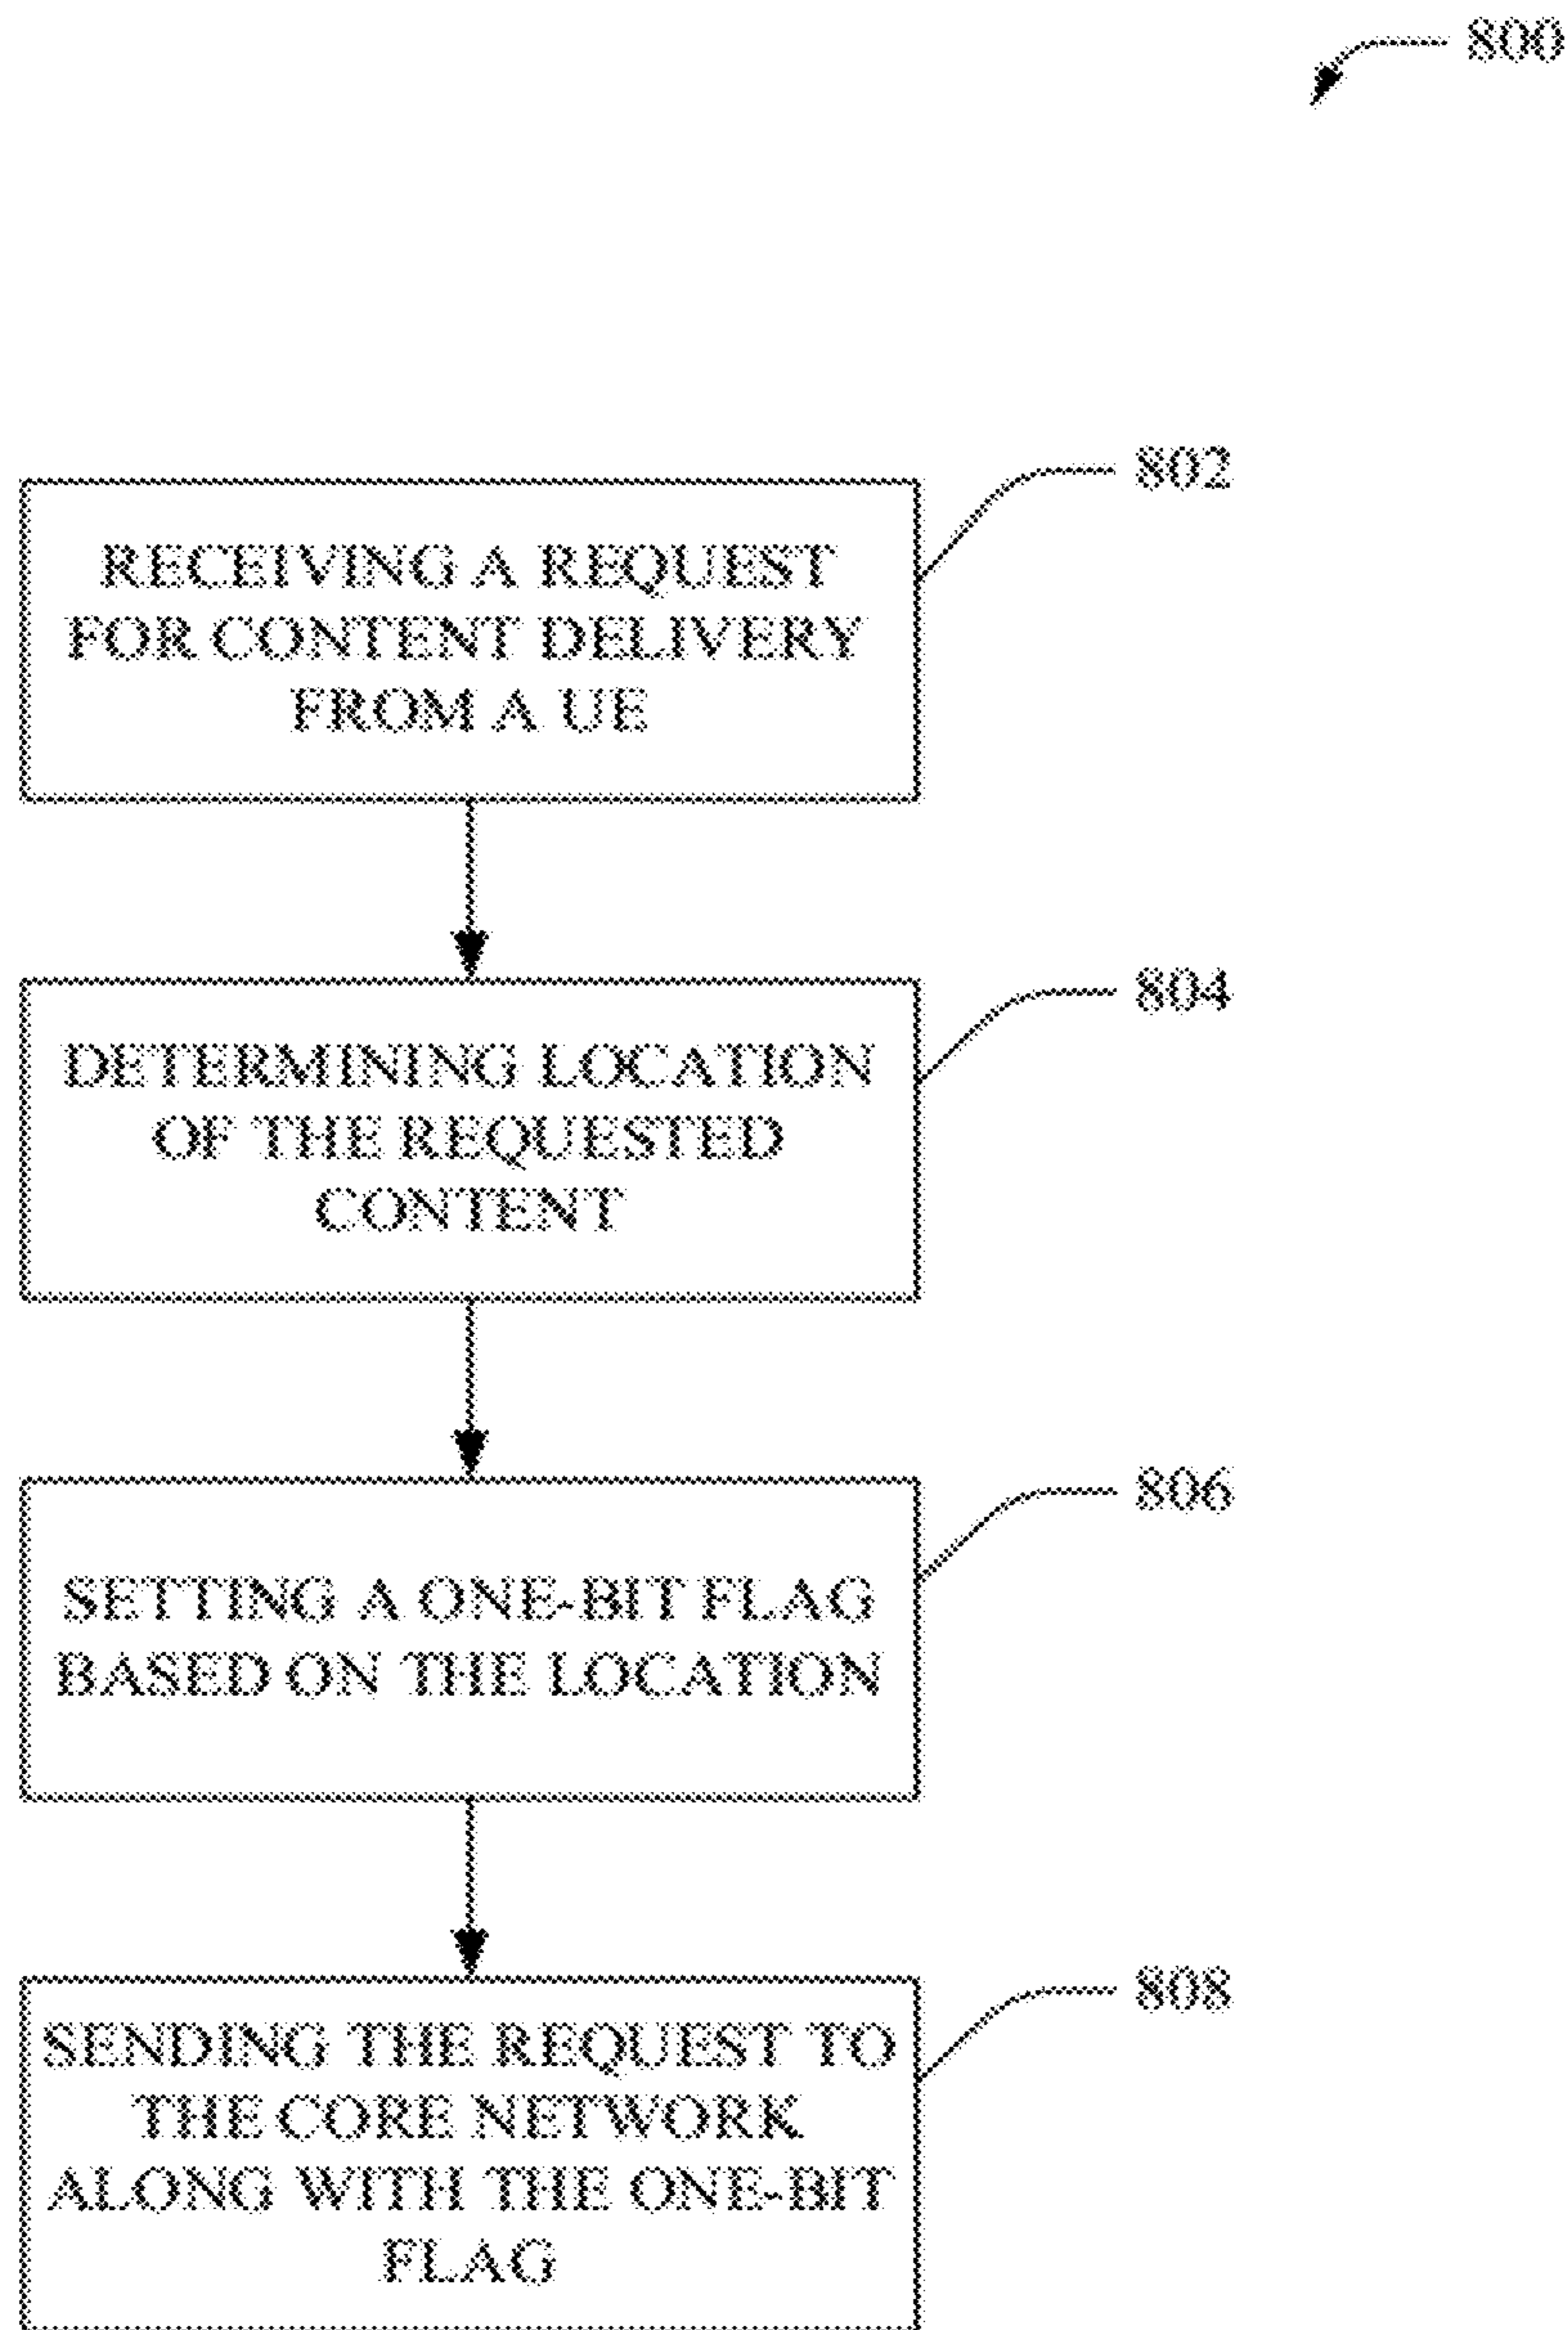 800
802
RECEIVING A REQUEST
FOR CONTENT DELIVERY
FROM A UE
804
DETERMINING LOCATION
OF THE REQUESTED
CONTENT
806
SETTING A ONE-BIT FLAG
BASED ON THE LOCATION
808
SENDING THE REQUEST TO
THE CORE NETWORK
ALONG WITH THE ONE-BIT
FLAG